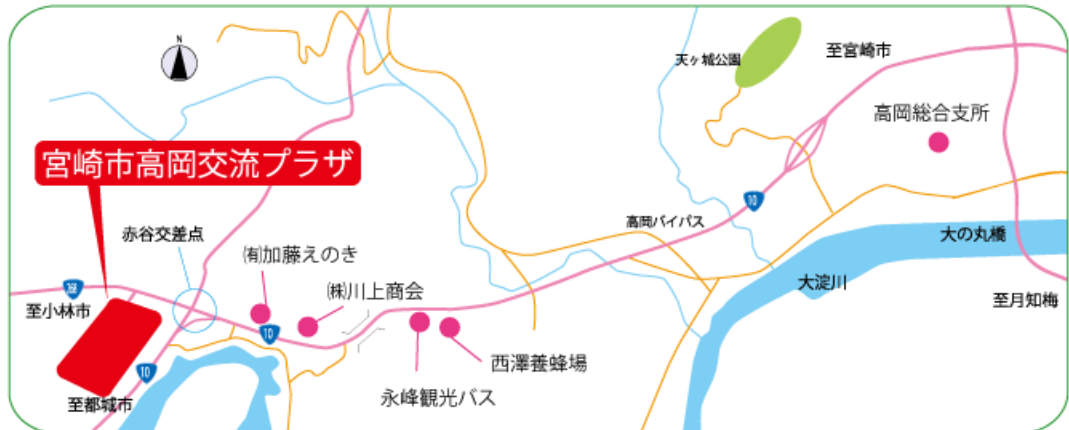 N
天ヶ城公園
至宮崎市
高岡総合支所
宮崎市高岡交流プラザ
10
高岡バイパス
赤谷交差点
大の丸橋
㈲加藤えのき
大淀川
268
㈱川上商会
至月知梅
至小林市
10
西澤養蜂場
10
永峰観光バス
至都城市